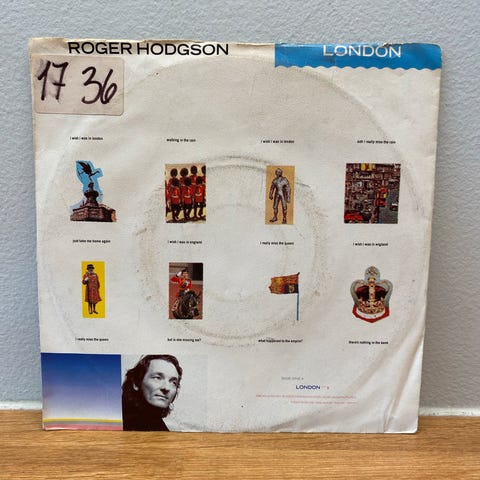 ROGER HODGSON
LONDON
17 36
i wish i was in london
walking in the rain
i wish i was in london
ooh i really miss the rain
just take me home again
i wish i was in england
i really miss the queen
i wish i was in england
i really miss the queen
but is she missing me?
what happened to the empire?
there's nothing in the bank
LONDON